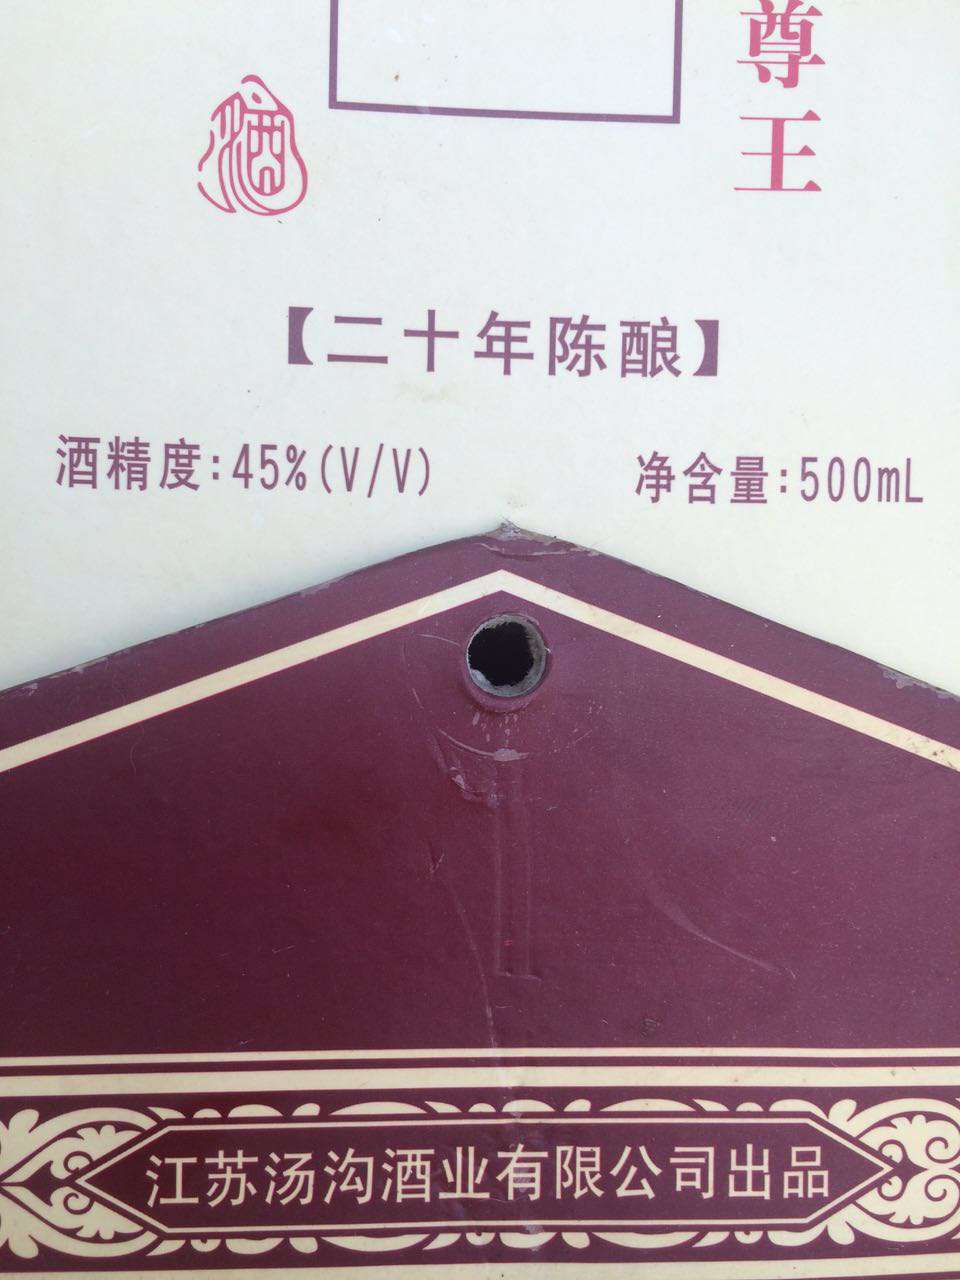 尊王
酒
【二十年陈酿】
酒精度:45%(V/V)
净含量:500mL
江苏汤沟酒业有限公司出品